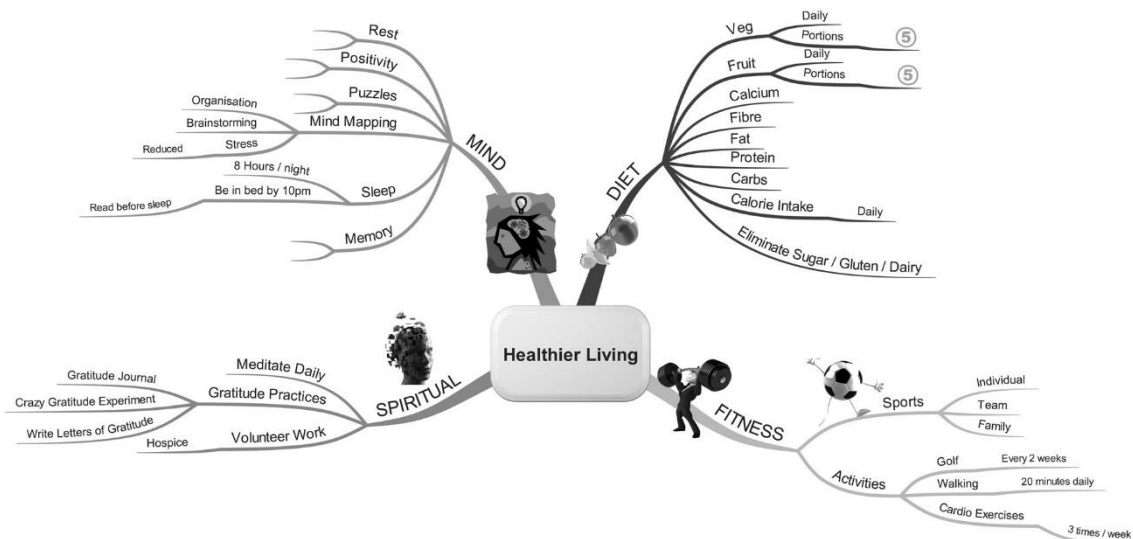 Healthier Living
MIND
Rest
Positivity
Puzzles
Mind Mapping
Organisation
Brainstorming
Stress
Reduced
Sleep
8 Hours / night
Be in bed by 10pm
Read before sleep
Memory
DIET
Veg
Daily
Portions
5
Fruit
Daily
Portions
5
Calcium
Fibre
Fat
Protein
Carbs
Calorie Intake
Daily
Eliminate Sugar / Gluten / Dairy
SPIRITUAL
Meditate Daily
Gratitude Practices
Gratitude Journal
Crazy Gratitude Experiment
Write Letters of Gratitude
Volunteer Work
Hospice
FITNESS
Sports
Individual
Team
Family
Activities
Golf
Every 2 weeks
Walking
20 minutes daily
Cardio Exercises
3 times / week